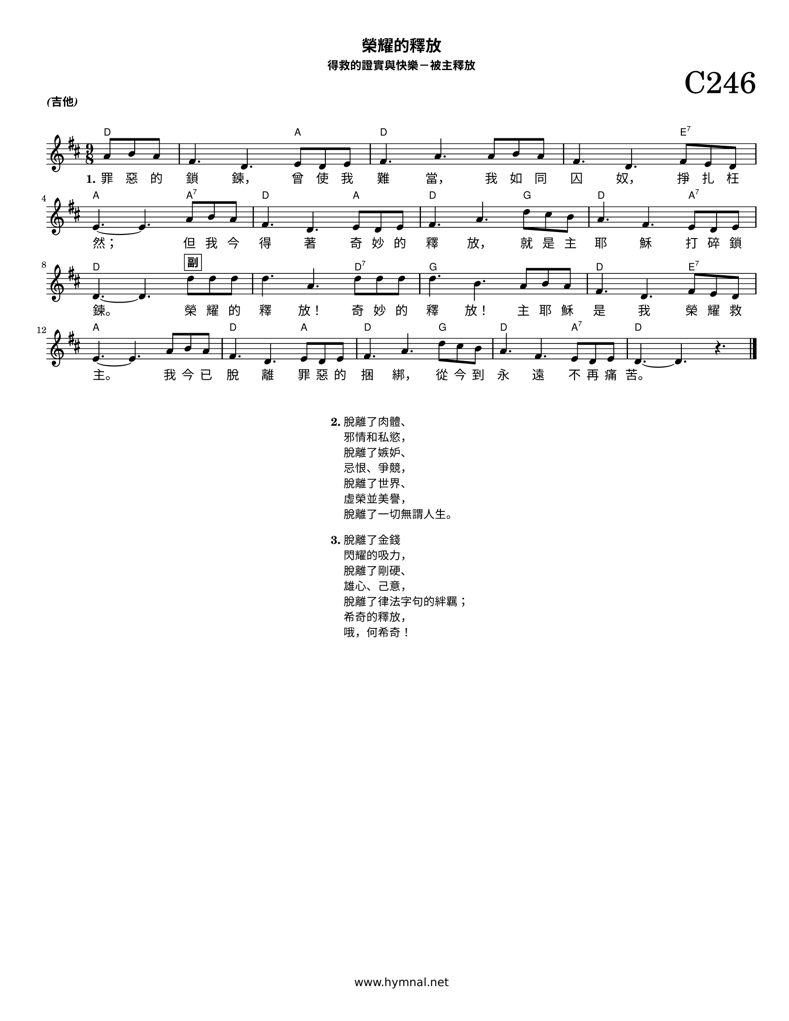 榮耀的釋放
得救的證實與快樂－被主釋放
C246
(吉他)
D A D E7
1. 罪 惡 的 鎖 鍊， 曾 使 我 難 當， 我 如 同 囚 奴， 掙 扎 枉
4 A A7 D A D G D A7
然； 但 我 今 得 著 奇 妙 的 釋 放， 就 是 主 耶 穌 打 碎 鎖
8 D 副 D7 G D E7
鍊。 榮 耀 的 釋 放！ 奇 妙 的 釋 放！ 主 耶 穌 是 我 榮 耀 救
12 A D A D G D A7 D
主。 我 今 已 脫 離 罪 惡 的 捆 綁， 從 今 到 永 遠 不 再 痛 苦。
2. 脫離了肉體、
邪情和私慾，
脫離了嫉妒、
忌恨、爭競，
脫離了世界、
虛榮並美譽，
脫離了一切無謂人生。
3. 脫離了金錢
閃耀的吸力，
脫離了剛硬、
雄心、己意，
脫離了律法字句的絆羈；
希奇的釋放，
哦，何希奇！
www.hymnal.net